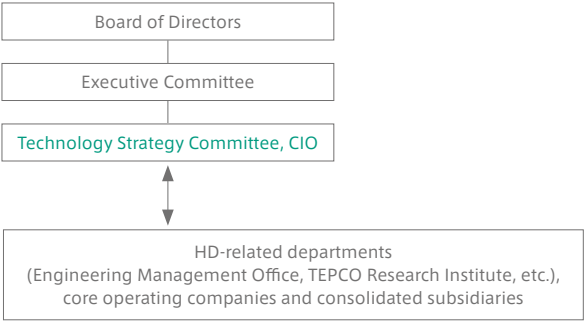 Board of Directors
Executive Committee
Technology Strategy Committee, CIO
HD-related departments
(Engineering Management Office, TEPCO Research Institute, etc.),
core operating companies and consolidated subsidiaries